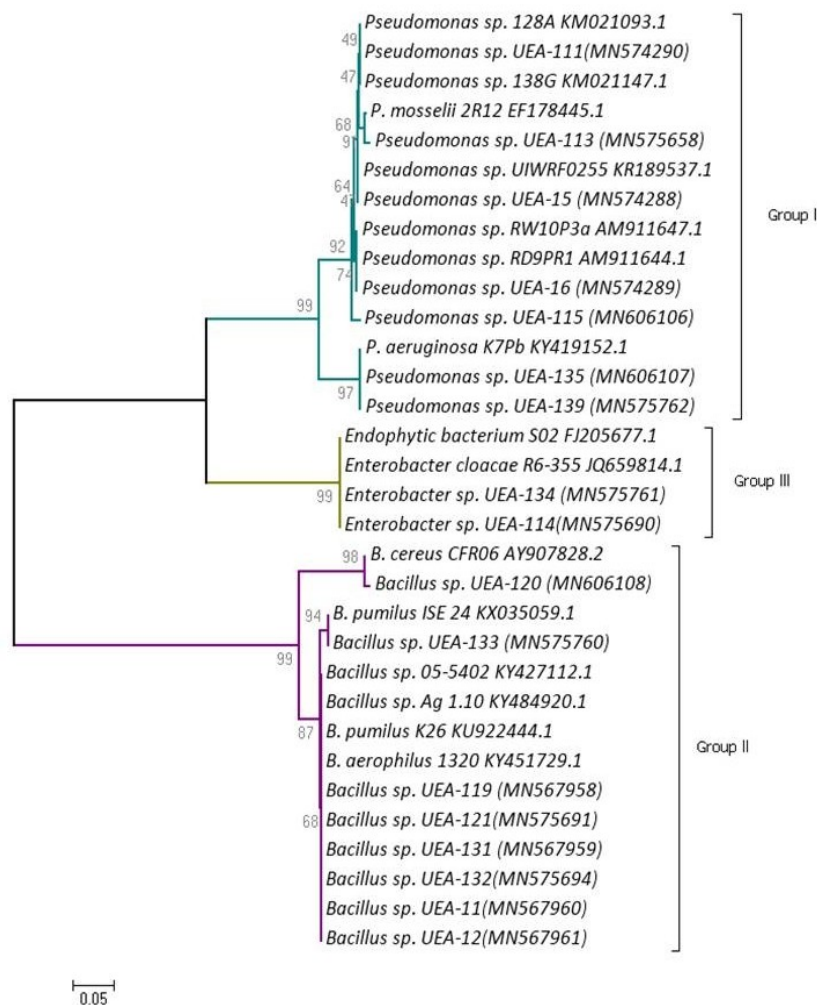 Pseudomonas sp. 128A KM021093.1
49
Pseudomonas sp. UEA-111(MN574290)
47
Pseudomonas sp. 138G KM021147.1
P. mosselii 2R12 EF178445.1
68
9
Pseudomonas sp. UEA-113 (MN575658)
Pseudomonas sp. UIWRF0255 KR189537.1
64
Pseudomonas sp. UEA-15 (MN574288)
Group I
Pseudomonas sp. RW10P3a AM911647.1
92
Pseudomonas sp. RD9PR1 AM911644.1
74
Pseudomonas sp. UEA-16 (MN574289)
99
Pseudomonas sp. UEA-115 (MN606106)
P. aeruginosa K7Pb KY419152.1
Pseudomonas sp. UEA-135 (MN606107)
97
Pseudomonas sp. UEA-139 (MN575762)
Endophytic bacterium S02 FJ205677.1
Enterobacter cloacae R6-355 JQ659814.1
Group III
99
Enterobacter sp. UEA-134 (MN575761)
Enterobacter sp. UEA-114(MN575690)
98
B. cereus CFR06 AY907828.2
Bacillus sp. UEA-120 (MN606108)
94
B. pumilus ISE 24 KX035059.1
Bacillus sp. UEA-133 (MN575760)
99
Bacillus sp. 05-5402 KY427112.1
Bacillus sp. Ag 1.10 KY484920.1
87
B. pumilus K26 KU922444.1
Group II
B. aerophilus 1320 KY451729.1
Bacillus sp. UEA-119 (MN567958)
68
Bacillus sp. UEA-121(MN575691)
Bacillus sp. UEA-131 (MN567959)
Bacillus sp. UEA-132(MN575694)
Bacillus sp. UEA-11(MN567960)
Bacillus sp. UEA-12(MN567961)
0.05